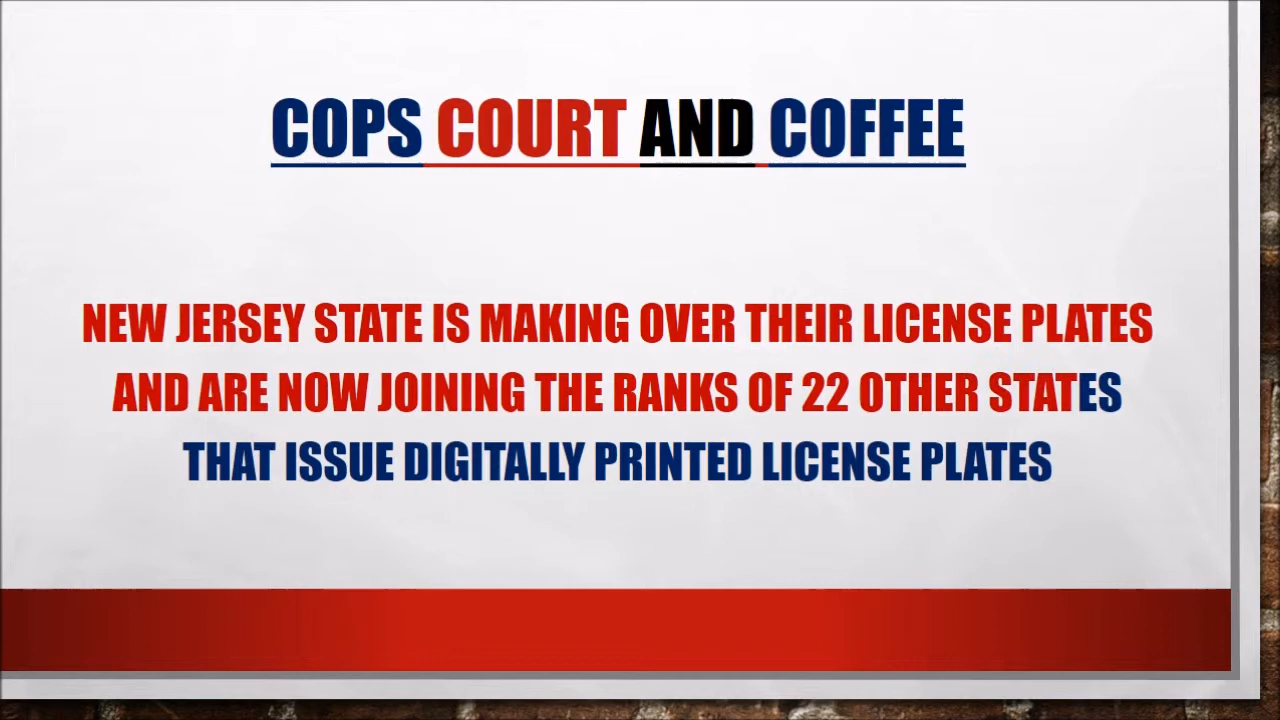 COPS COURT AND COFFEE
NEW JERSEY STATE IS MAKING OVER THEIR LICENSE PLATES
AND ARE NOW JOINING THE RANKS OF 22 OTHER STATES
THAT ISSUE DIGITALLY PRINTED LICENSE PLATES